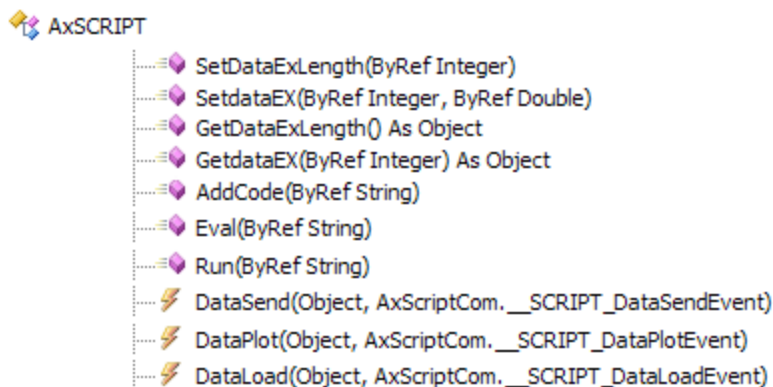 AxSCRIPT
SetDataExLength(ByRef Integer)
SetdataEX(ByRef Integer, ByRef Double)
GetDataExLength() As Object
GetdataEX(ByRef Integer) As Object
AddCode(ByRef String)
Eval(ByRef String)
Run(ByRef String)
DataSend(Object, AxScriptCom.__SCRIPT_DataSendEvent)
DataPlot(Object, AxScriptCom.__SCRIPT_DataPlotEvent)
DataLoad(Object, AxScriptCom.__SCRIPT_DataLoadEvent)